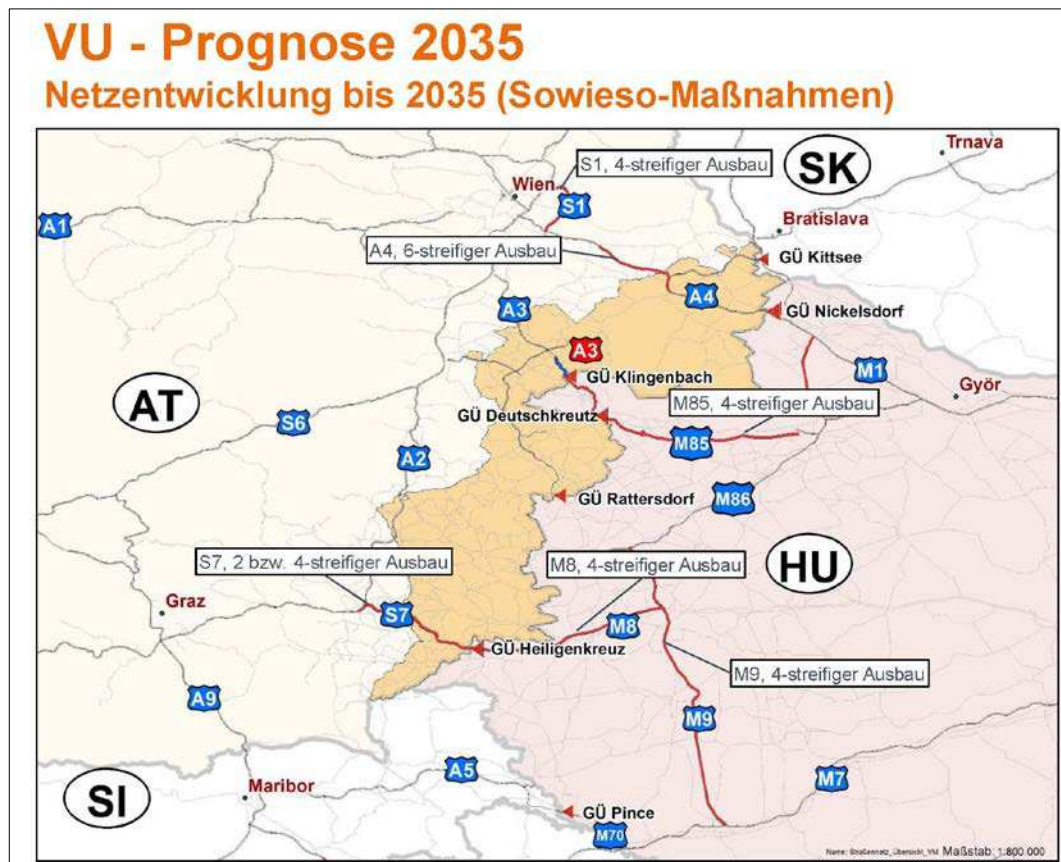 VU - Prognose 2035
Netzentwicklung bis 2035 (Sowieso-Maßnahmen)
Trnava
S1, 4-streifiger Ausbau
SK
Wien
S1
A1
Bratislava
A4, 6-streifiger Ausbau
GÜ Kittsee
A4
A3
GÜ Nickelsdorf
A3
M1
GÜ Klingenbach
Györ
AT
M85, 4-streifiger Ausbau
GÜ Deutschkreutz
S6
M85
A2
GÜ Rattersdorf
M86
S7, 2 bzw. 4-streifiger Ausbau
M8, 4-streifiger Ausbau
HU
Graz
S7
M8
GÜ Heiligenkreuz
M9, 4-streifiger Ausbau
A9
M9
A5
M7
Maribor
SI
GÜ Pince
M70
Name: Straßennetz_Übersicht_VM Maßstab: 1:800.000